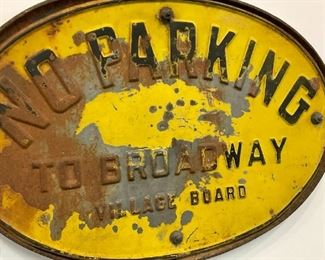 NO PARKING
TO BROADWAY
VILLAGE BOARD